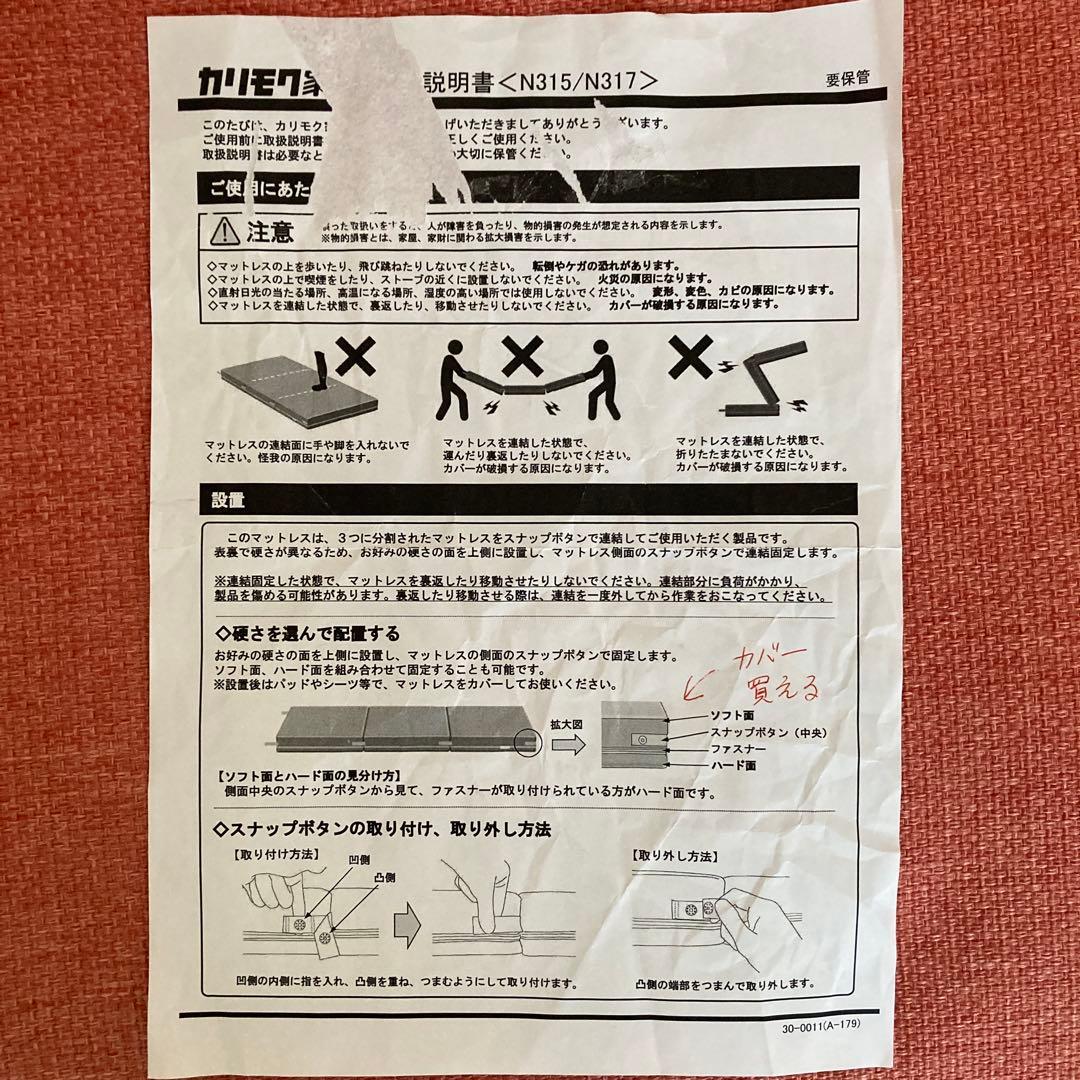 カリモク家 説明書<N315/N317>
要保管
このたびは、カリモク げいただきましてありがとう ざいます。
ご使用前に取扱説明書 正しくご使用くだ さい。
取扱説明書は必要なと 大切に保管くだ い。
ご使用にあた
注意
った取扱いをする 人が障害を負ったり、物的損害の発生が想定される内容を示します。
※物的損害とは、家屋、家財に関わる拡大損害を示します。
◇マットレスの上を歩いたり、飛び跳ねたりしないでください。 転倒やケガの恐れがあります。
◇マットレスの上で喫煙をしたり、ストーブの近くに設置しないでください。 火災の原因になります。
◇直射日光の当たる場所、高温になる場所、湿度の高い場所では使用しないでください。 変形、変色、カビの原因になります。
◇マットレスを連結した状態で、裏返したり、移動させたりしないでください。 カバーが破損する原因になります。
マットレスの連結面に手や脚を入れないで
ください。怪我の原因になります。
マットレスを連結した状態で、
運んだり裏返したりしないでください。
カバーが破損する原因になります。
マットレスを連結した状態で、
折りたたまないでください。
カバーが破損する原因になります。
設置
このマットレスは、3つに分割されたマットレスをスナップボタンで連結してご使用いただく製品です。
表裏で硬さが異なるため、お好みの硬さの面を上側に設置し、マットレス側面のスナップボタンで連結固定します。
※連結固定した状態で、マットレスを裏返したり移動させたりしないでください。連結部分に負荷がかかり、
製品を傷める可能性があります。裏返したり移動させる際は、連結を一度外してから作業をおこなってください。
◇硬さを選んで配置する
お好みの硬さの面を上側に設置し、マットレスの側面のスナップボタンで固定します。
ソフト面、ハード面を組み合わせて固定することも可能です。
※設置後はパッドやシーツ等で、マットレスをカバーしてお使いください。
カバー
買える
拡大図
ソフト面
スナップボタン(中央)
ファスナー
ハード面
【ソフト面とハード面の見分け方】
側面中央のスナップボタンから見て、ファスナーが取り付けられている方がハード面です。
◇スナップボタンの取り付け、取り外し方法
【取り付け方法】
凹側
凸側
【取り外し方法】
凹側の内側に指を入れ、凸側を重ね、つまむようにして取り付けます。
凸側の端部をつまんで取り外します。
30-0011(A-179)